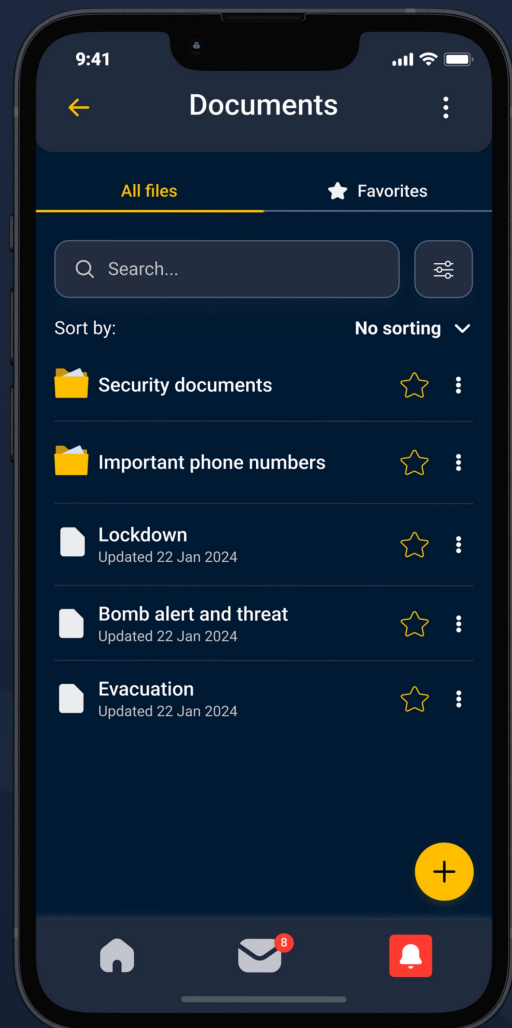 9:41
Documents
All files
Favorites
Search...
Sort by:
No sorting
Security documents
Important phone numbers
Lockdown
Updated 22 Jan 2024
Bomb alert and threat
Updated 22 Jan 2024
Evacuation
Updated 22 Jan 2024
8